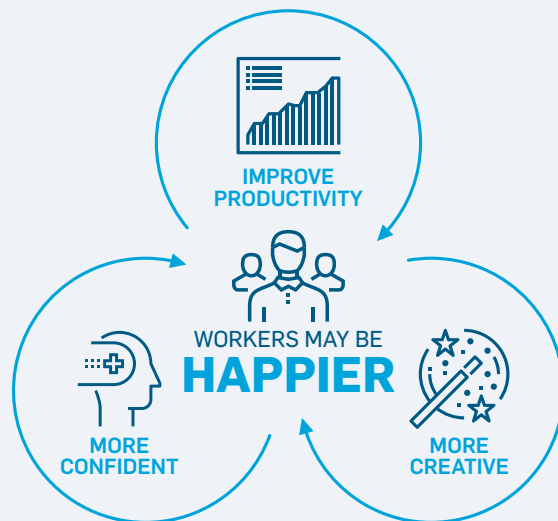 IMPROVE
PRODUCTIVITY
WORKERS MAY BE
HAPPIER
MORE
CONFIDENT
MORE
CREATIVE